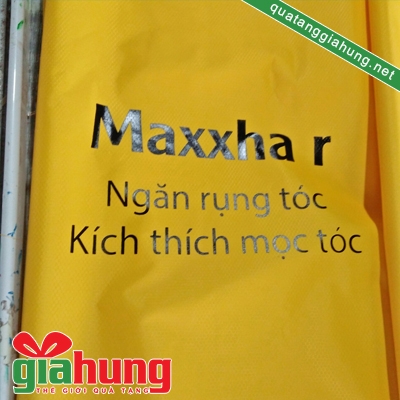 quatanggiahung.net
Maxxha r
Ngăn rụng tóc
Kích thích mọc tóc
giahung
THẾ GIỚI QUÀ TẶNG